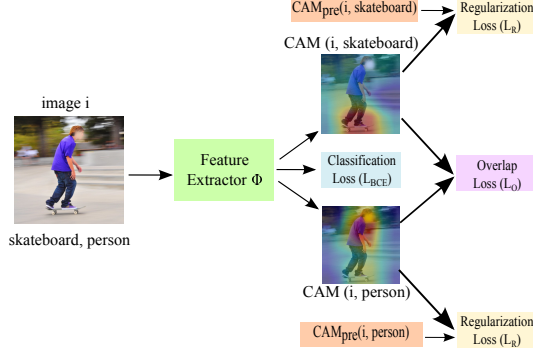 CAMpre(i, skateboard)
Regularization
Loss (LR)
CAM (i, skateboard)
image i
Feature
Extractor Φ
Classification
Loss (LBCE)
Overlap
Loss (LO)
skateboard, person
CAM (i, person)
CAMpre(i, person)
Regularization
Loss (LR)